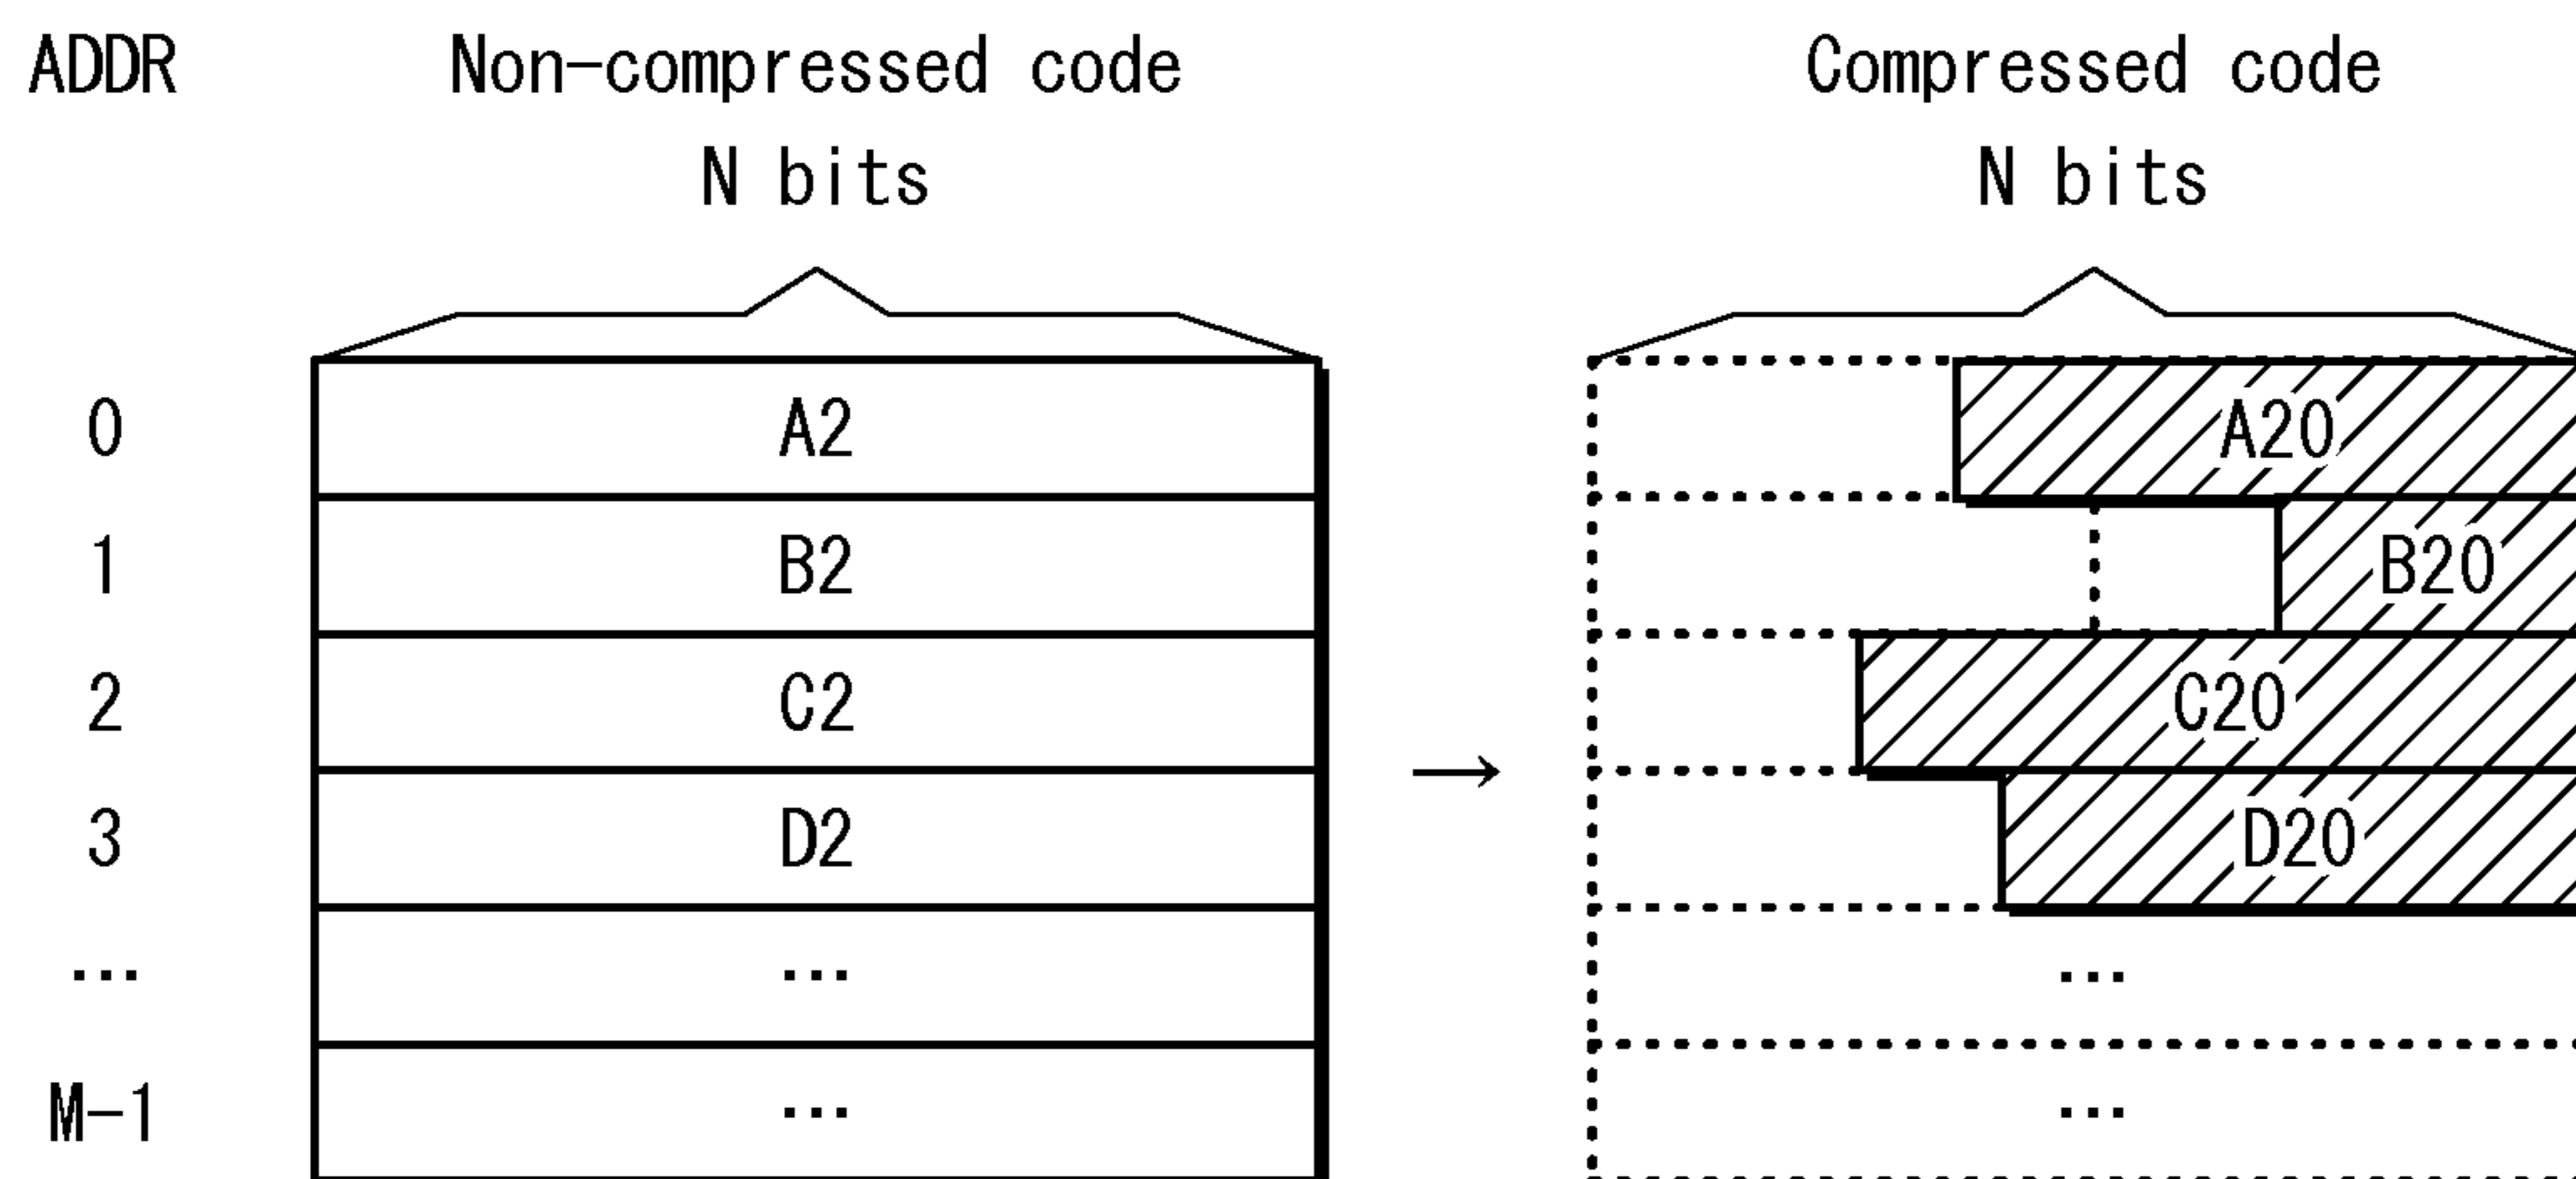 ADDR Non-compressed code Compressed code
N bits N bits
0 A2 A20
1 B2 B20
2 C2 C20
→
3 D2 D20
... ... ...
M-1 ... ...